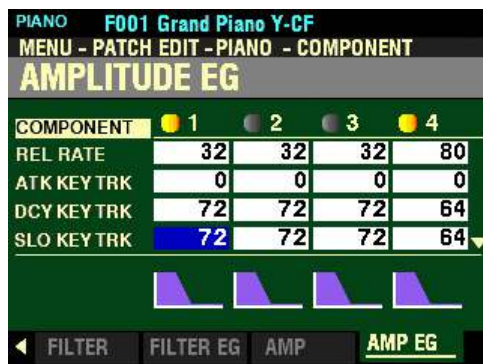 PIANO F001 Grand Piano Y-CF
MENU - PATCH EDIT - PIANO - COMPONENT
AMPLITUDE EG
COMPONENT 1 2 3 4
REL RATE 32 32 32 80
ATK KEY TRK 0 0 0 0
DCY KEY TRK 72 72 72 64
SLO KEY TRK 72 72 72 64
FILTER FILTER EG AMP AMP EG